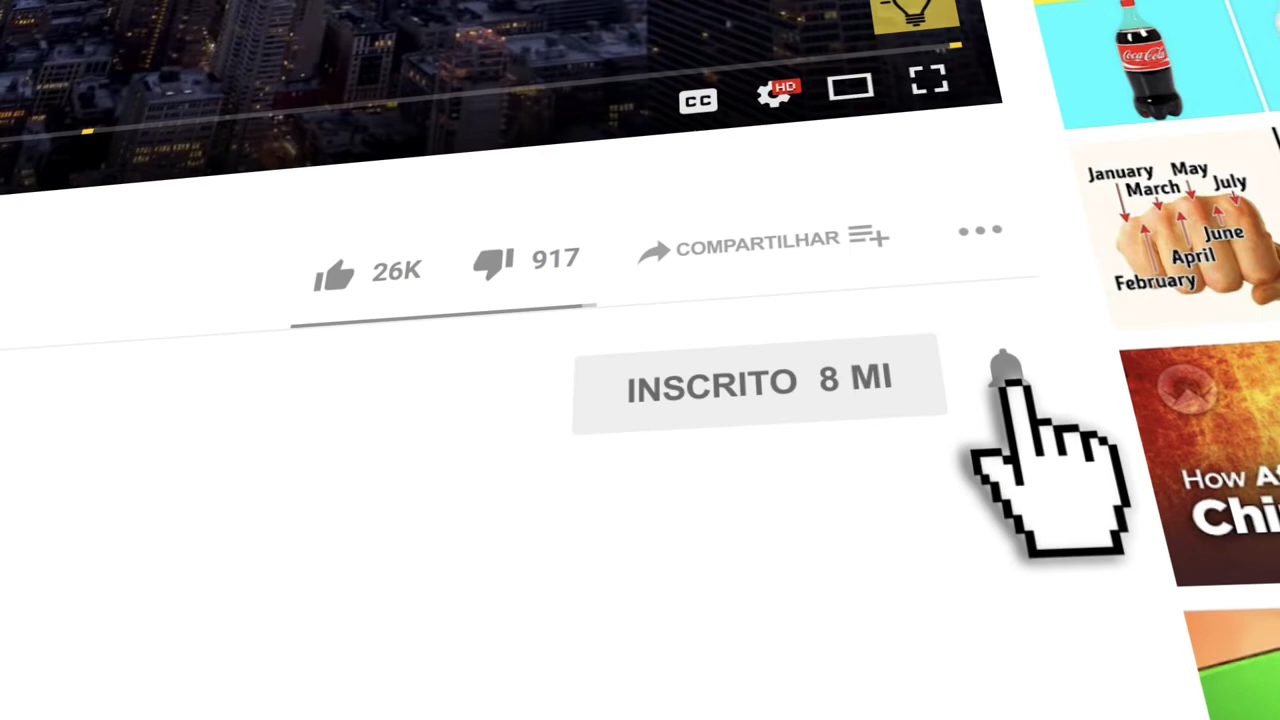 CC
HD
26K
917
COMPARTILHAR
INSCRITO 8 MI
Coca-Cola
January
May
March
July
June
April
February
How
Chi